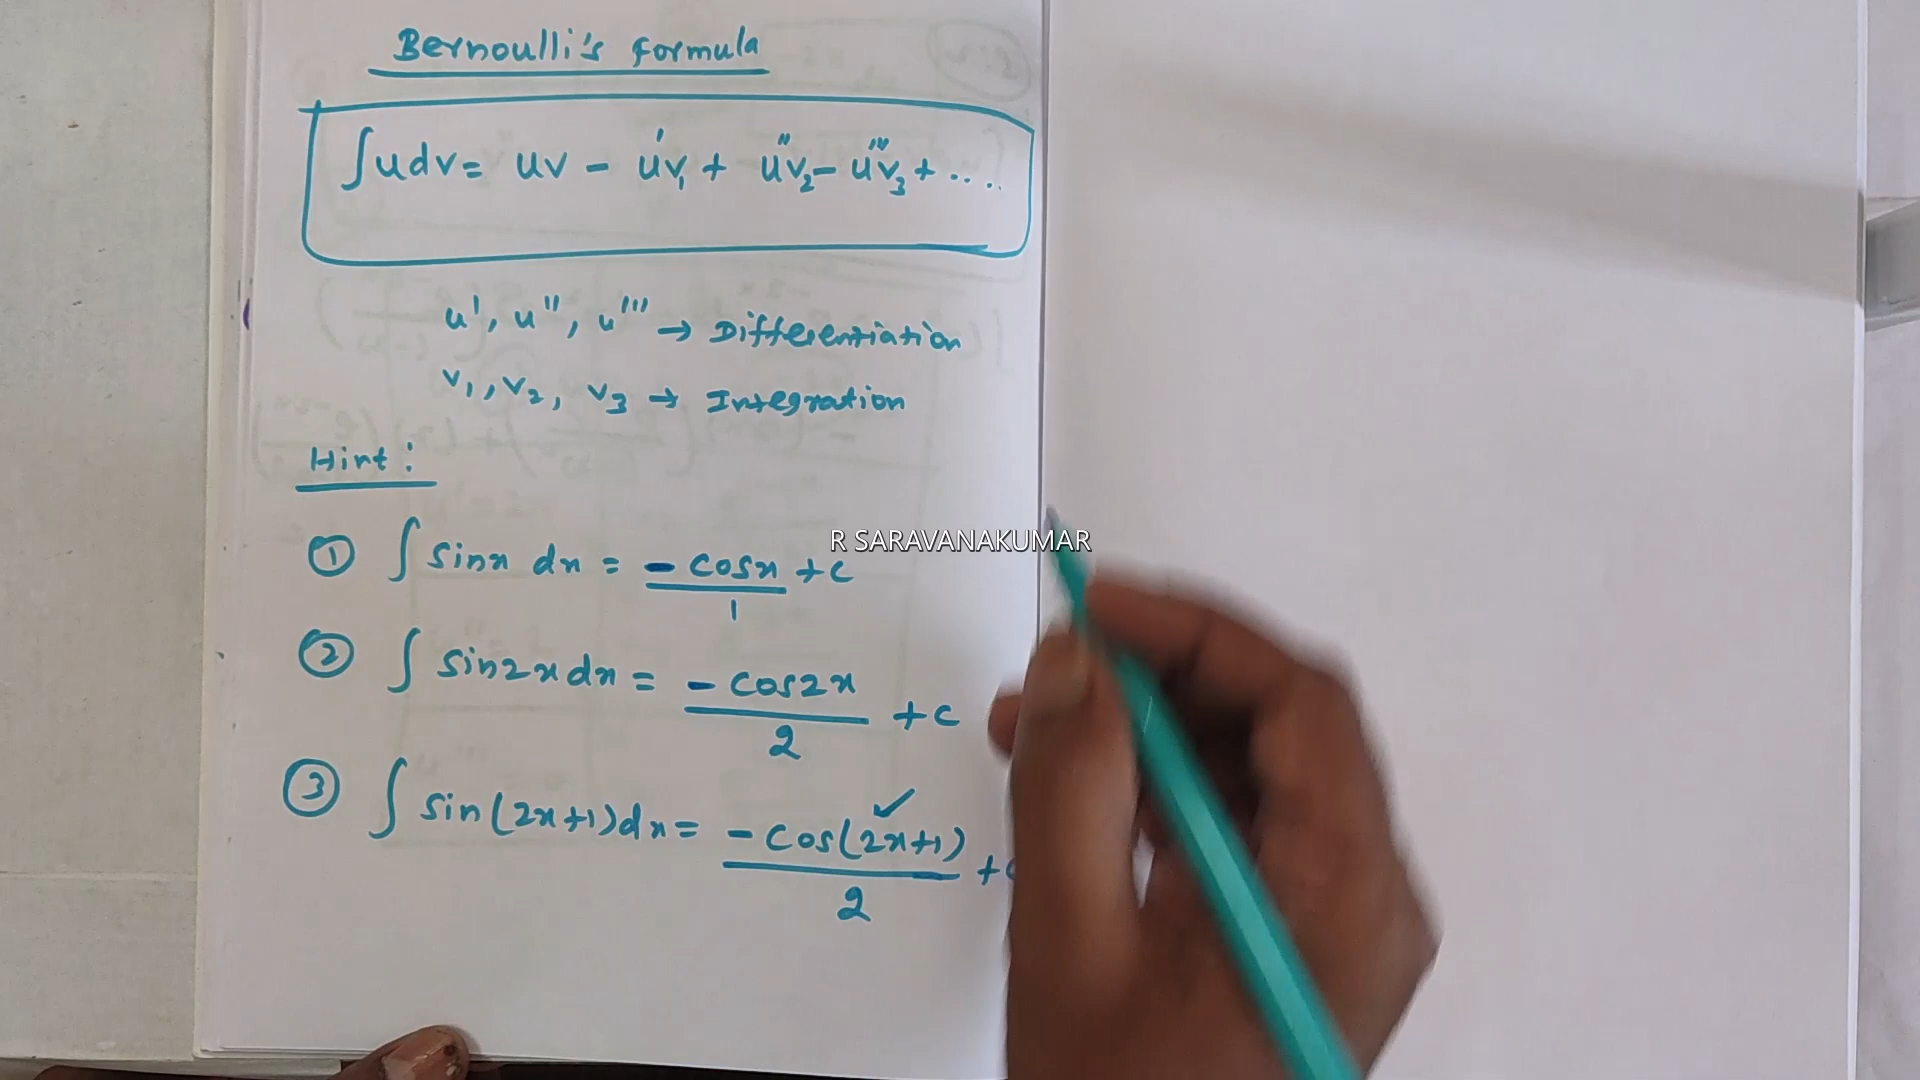 Bernoulli's Formula
∫udv = uv - u'v₁ + u''v₂ - u'''v₃ + ....
u', u'', u''' → Differentiation
v₁, v₂, v₃ → Integration
Hint :
① ∫ sinx dx = - cosx / 1 + c
② ∫ sin2x dx = - cos2x / 2 + c
③ ∫ sin(2x+1)dx = - cos(2x+1) / 2 + c
R SARAVANAKUMAR